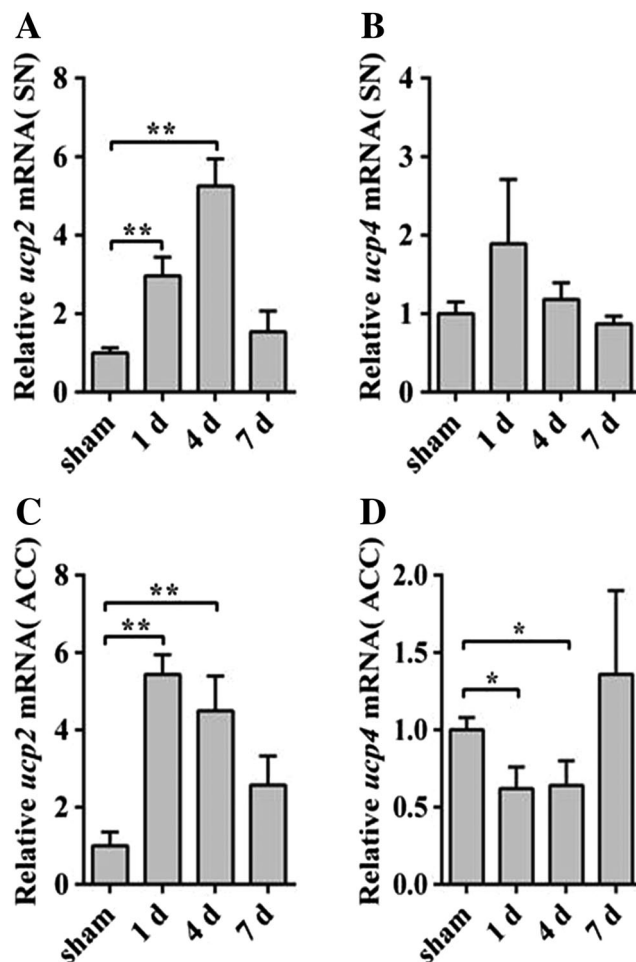 A
Relative ucp2 mRNA( SN)
8
6
4
2
0
**
**
sham
1 d
4 d
7 d
B
Relative ucp4 mRNA( SN)
4
3
2
1
0
sham
1 d
4 d
7 d
C
Relative ucp2 mRNA( ACC)
8
6
4
2
0
**
**
sham
1 d
4 d
7 d
D
Relative ucp4 mRNA( ACC)
2.0
1.5
1.0
0.5
0.0
*
*
sham
1 d
4 d
7 d